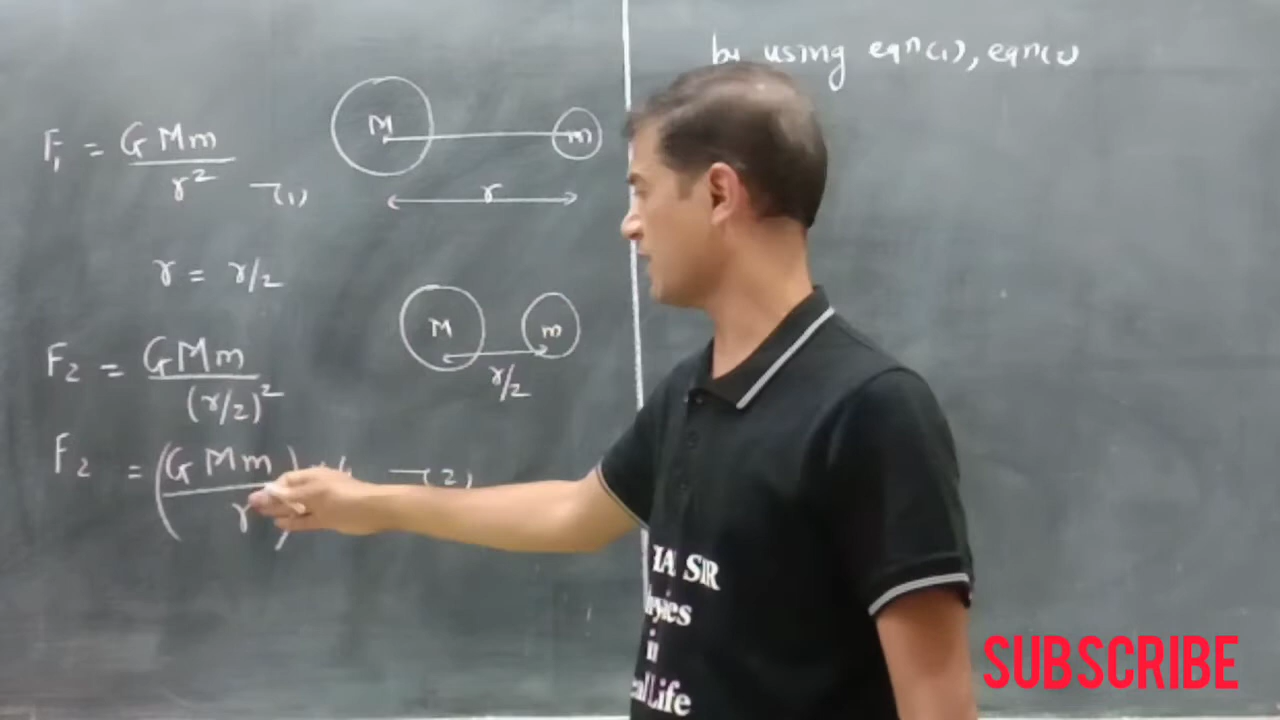 by using eqn(1), eqn(2)
F1 = GMm / r2 (1)
M m
r
r = r/2
F2 = GMm / (r/2)2
M m
r/2
F2 = (GMm / r (2)
SIR
in
Life
SUBSCRIBE